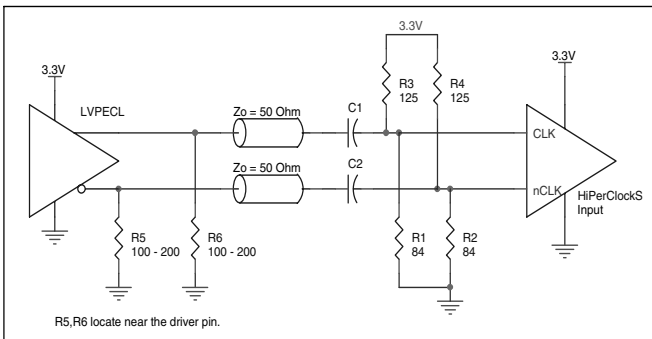 3.3V
3.3V
3.3V
LVPECL
R3
125
R4
125
Zo = 50 Ohm
C1
CLK
Zo = 50 Ohm
C2
nCLK
HiPerClockS
Input
R5
100 - 200
R6
100 - 200
R1
84
R2
84
R5,R6 locate near the driver pin.